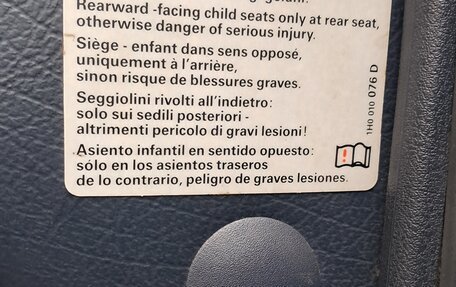 Rearward -facing child seats only at rear seat,
otherwise danger of serious injury.
Siège - enfant dans sens opposé,
uniquement à l'arrière,
sinon risque de blessures graves.
Seggiolini rivolti all'indietro:
solo sui sedili posteriori -
altrimenti pericolo di gravi lesioni!
Asiento infantil en sentido opuesto:
sólo en los asientos traseros
de lo contrario, peligro de graves lesiones.
1H0 010 076 D